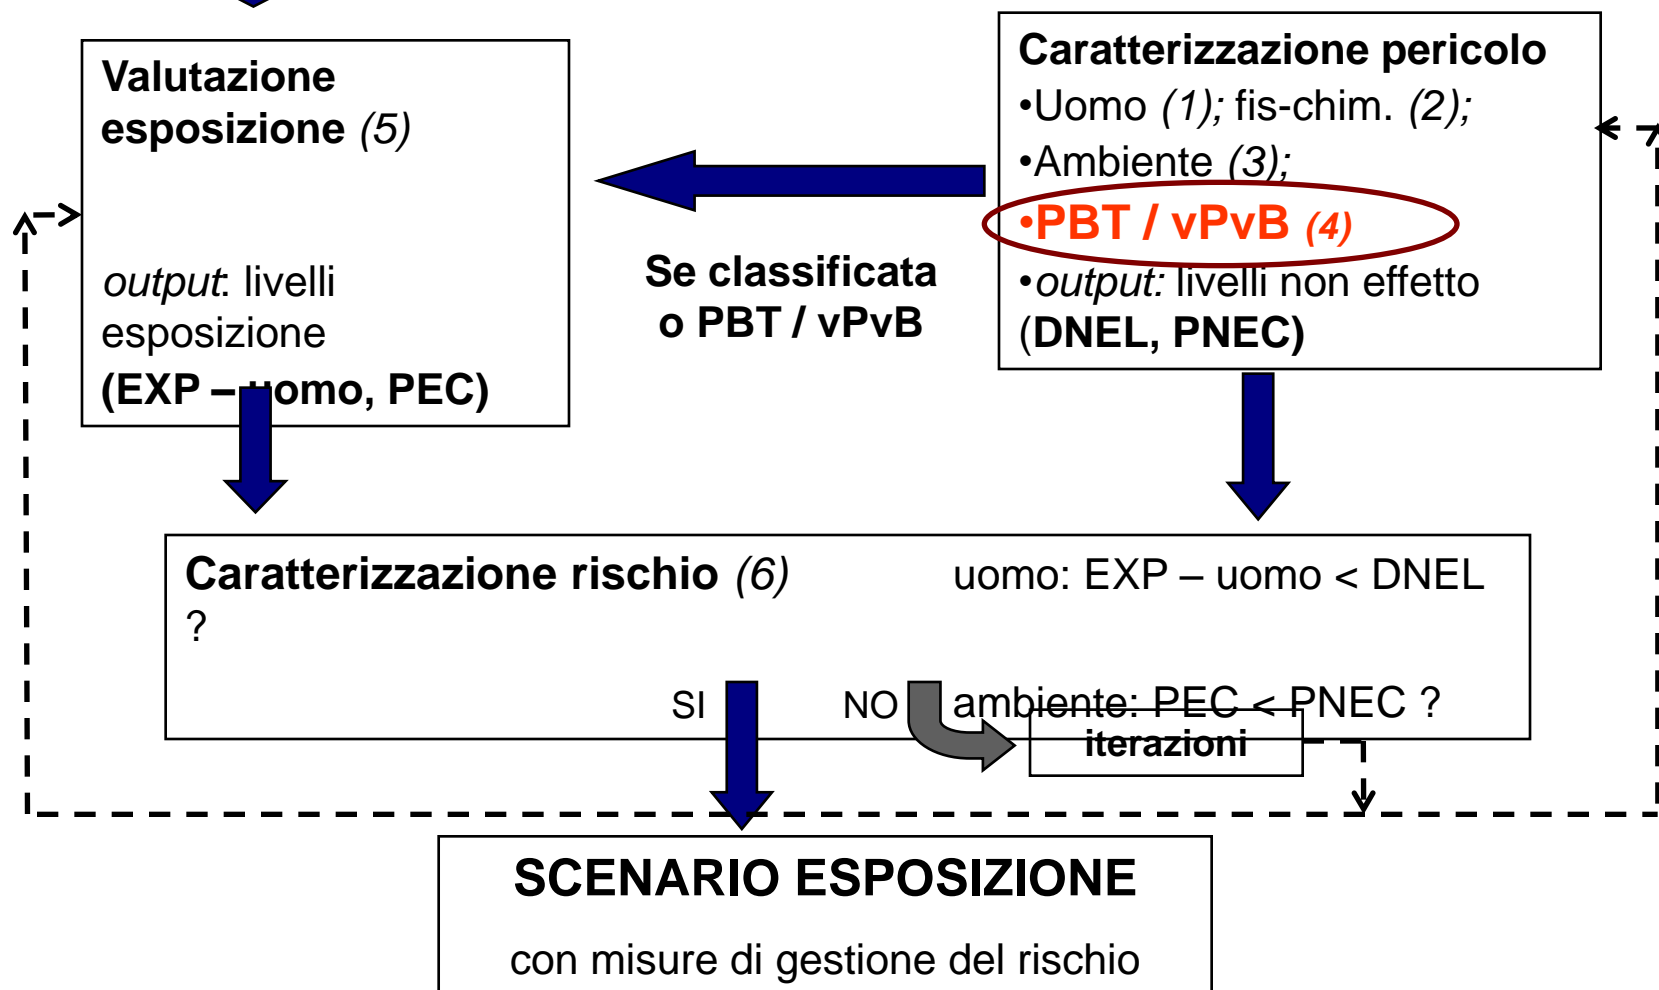 Valutazione
esposizione (5)
output: livelli
esposizione
(EXP – uomo, PEC)
Se classificata
o PBT / vPvB
Caratterizzazione pericolo
•Uomo (1); fis-chim. (2);
•Ambiente (3);
•PBT / vPvB (4)
•output: livelli non effetto
(DNEL, PNEC)
Caratterizzazione rischio (6) uomo: EXP – uomo < DNEL
?
SI NO ambiente: PEC < PNEC ?
iterazioni
SCENARIO ESPOSIZIONE
con misure di gestione del rischio